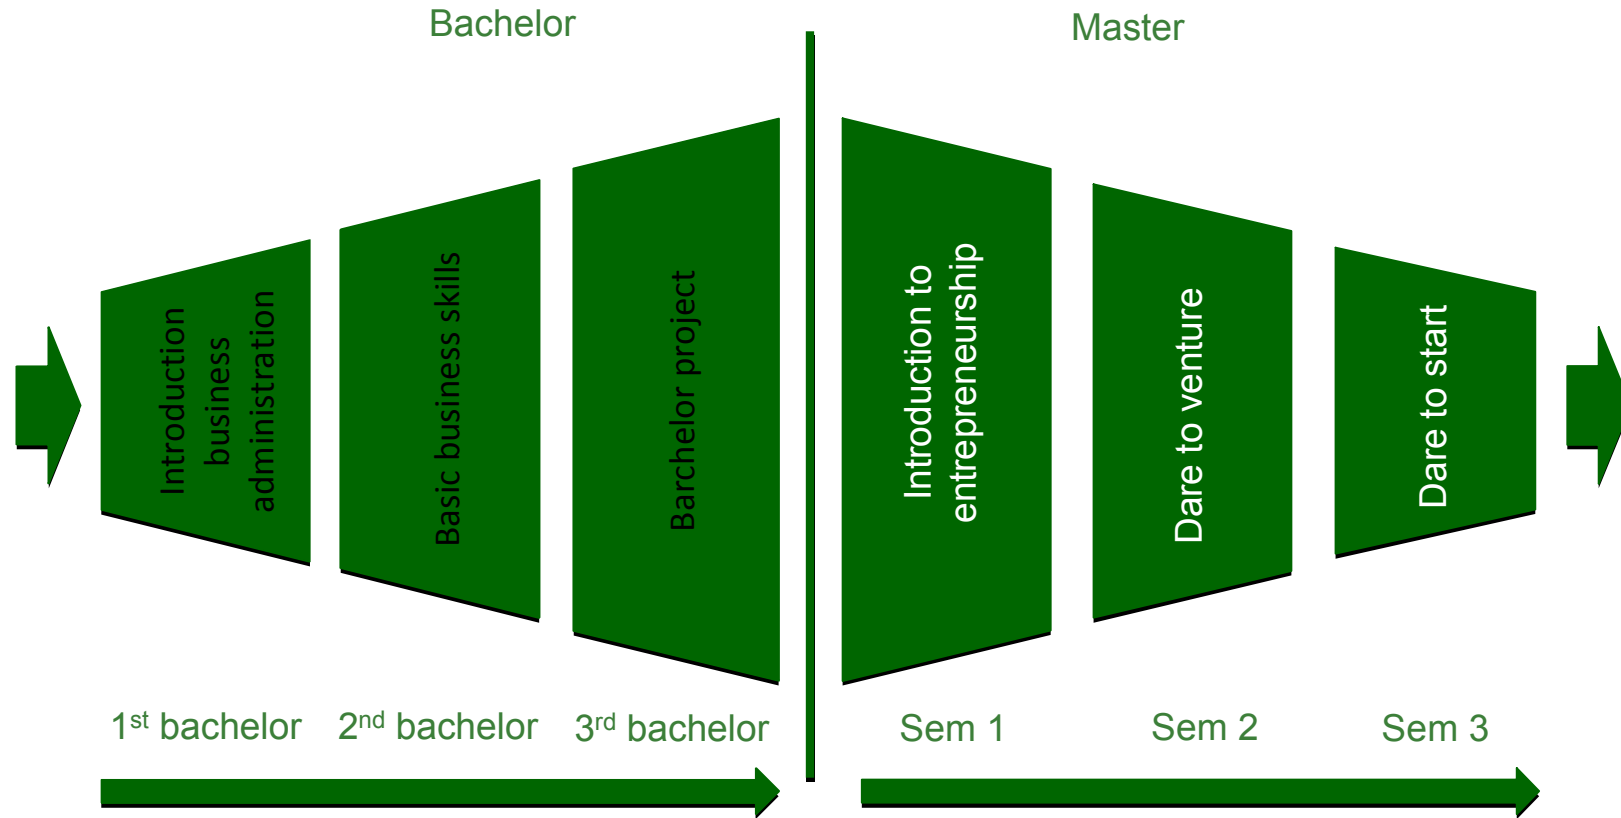 Bachelor
Master
Introduction
business
administration
Basic business skills
Barchelor project
Introduction to
entrepreneurship
Dare to venture
Dare to start
1st bachelor
2nd bachelor
3rd bachelor
Sem 1
Sem 2
Sem 3